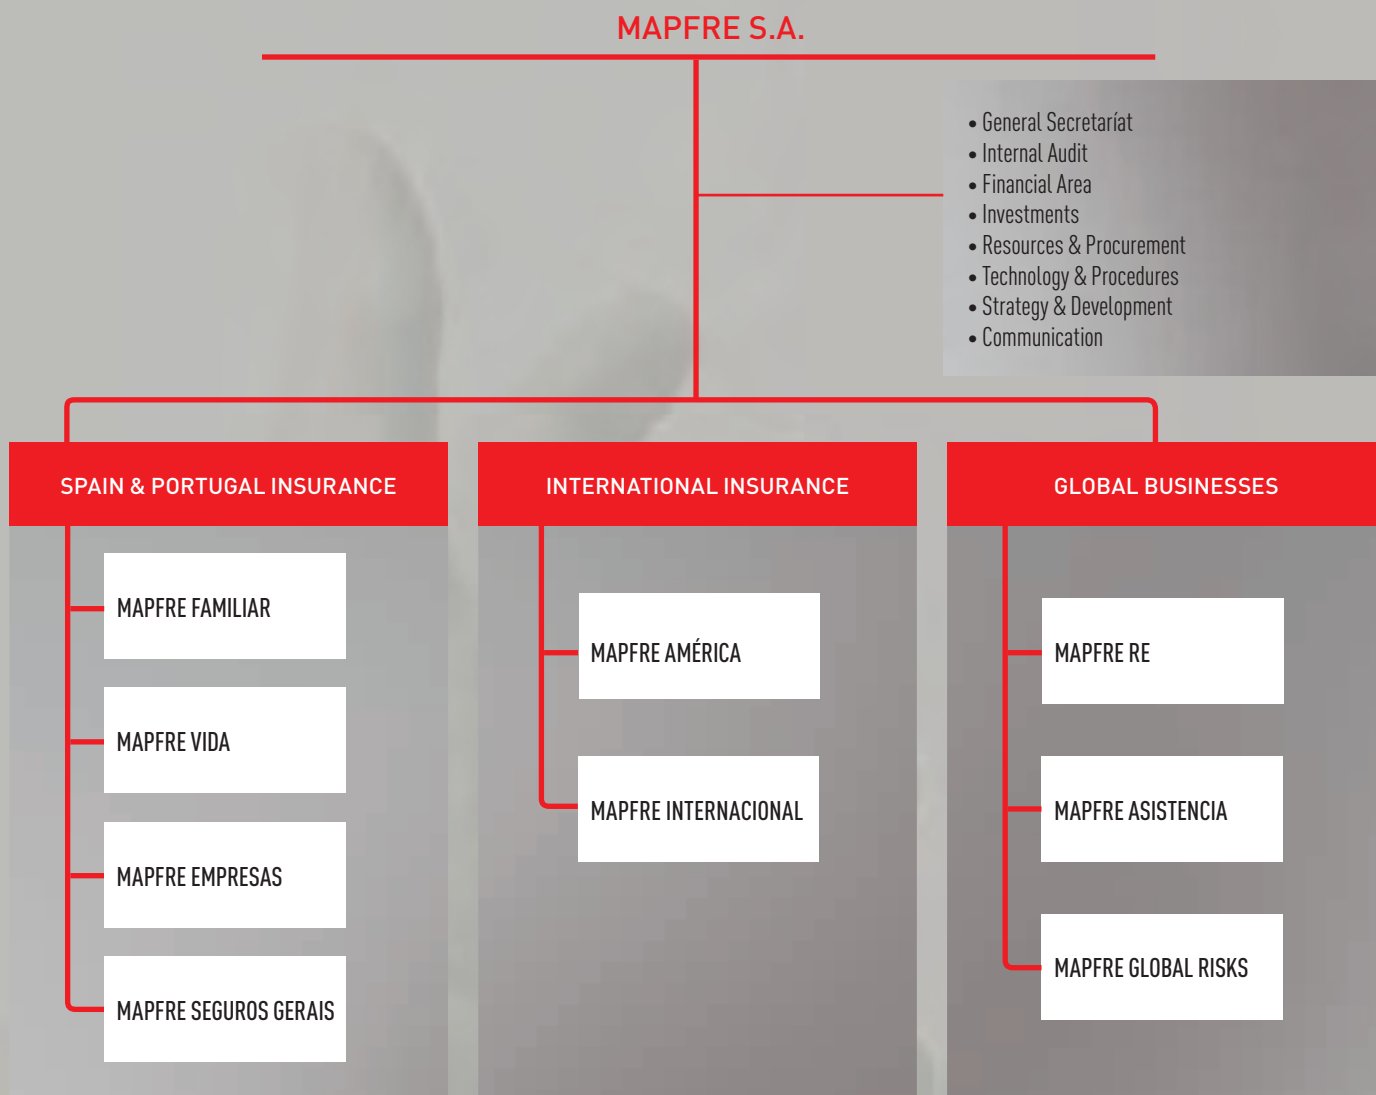 MAPFRE S.A.
• General Secretaríat
• Internal Audit
• Financial Area
• Investments
• Resources & Procurement
• Technology & Procedures
• Strategy & Development
• Communication
SPAIN & PORTUGAL INSURANCE
MAPFRE FAMILIAR
MAPFRE VIDA
MAPFRE EMPRESAS
MAPFRE SEGUROS GERAIS
INTERNATIONAL INSURANCE
MAPFRE AMÉRICA
MAPFRE INTERNACIONAL
GLOBAL BUSINESSES
MAPFRE RE
MAPFRE ASISTENCIA
MAPFRE GLOBAL RISKS